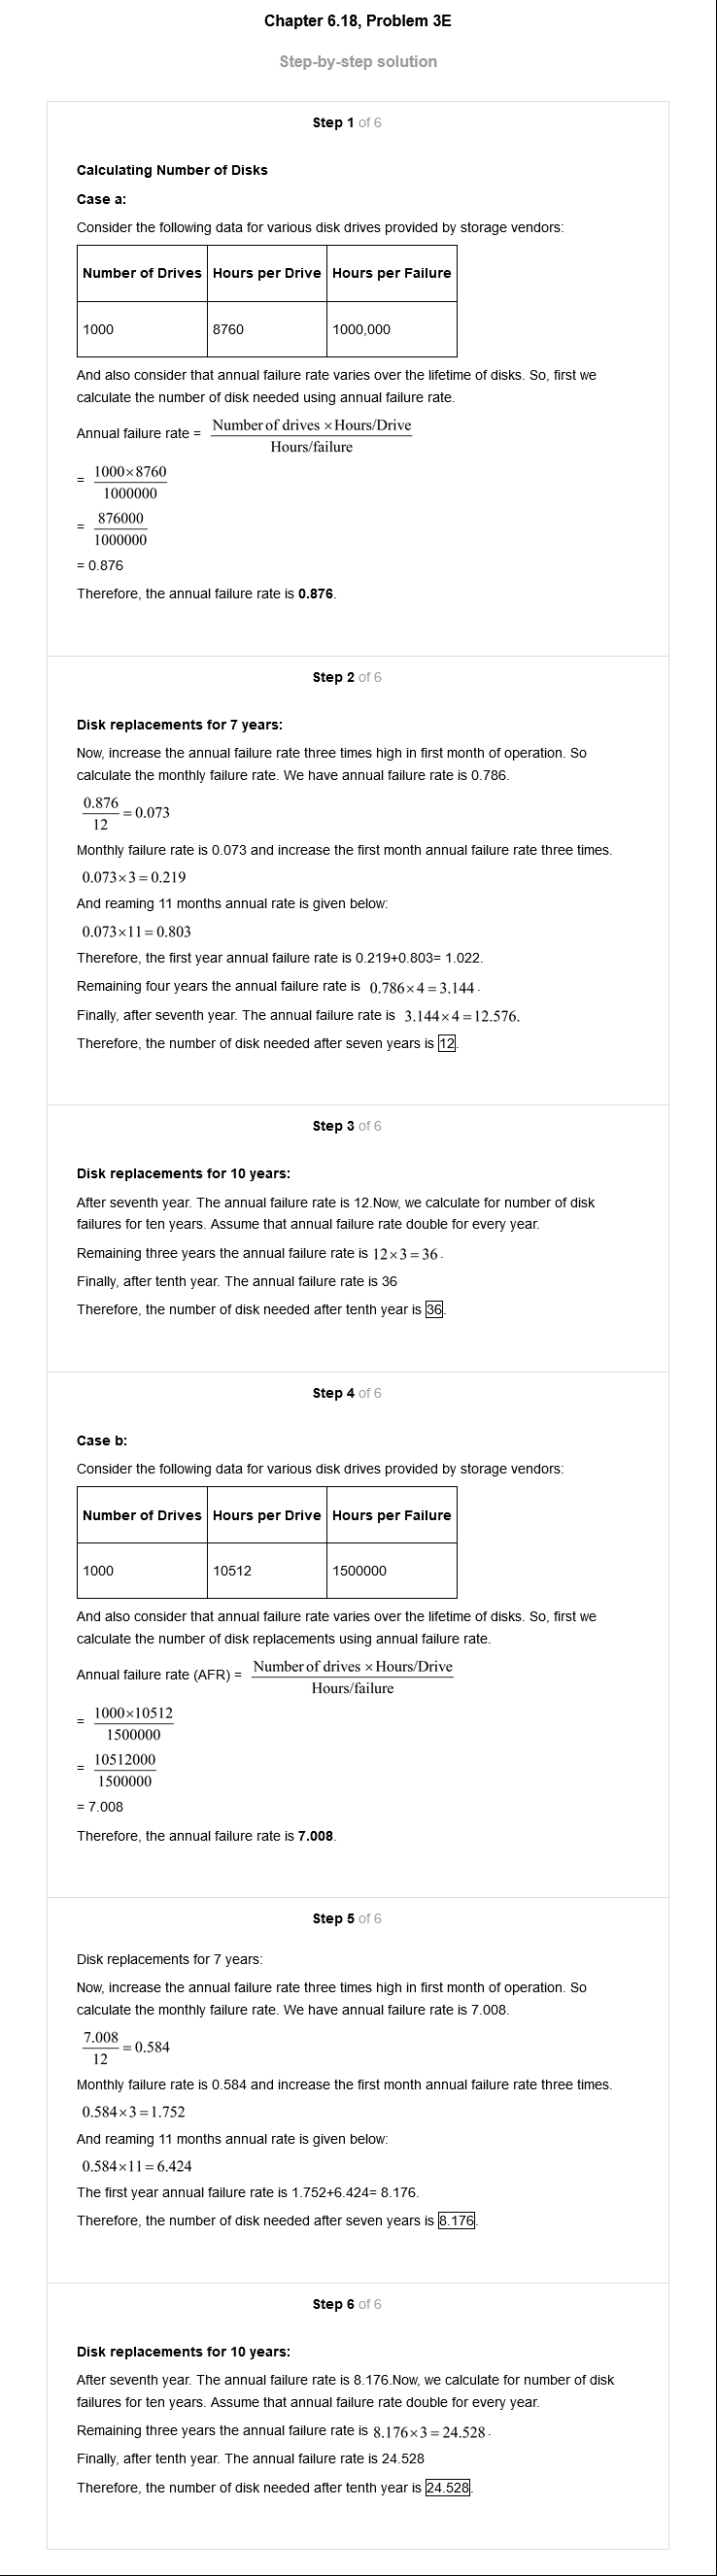 Chapter 6.18, Problem 3E
Step-by-step solution
Step 1 of 6
Calculating Number of Disks
Case a:
Consider the following data for various disk drives provided by storage vendors:
Number of Drives Hours per Drive Hours per Failure
1000 8760 1000,000
And also consider that annual failure rate varies over the lifetime of disks. So, first we
calculate the number of disk needed using annual failure rate.
Annual failure rate = Number of drives × Hours/Drive
Hours/failure
= 1000×8760
1000000
= 876000
1000000
= 0.876
Therefore, the annual failure rate is 0.876.
Step 2 of 6
Disk replacements for 7 years:
Now, increase the annual failure rate three times high in first month of operation. So
calculate the monthly failure rate. We have annual failure rate is 0.786.
0.876
12 = 0.073
Monthly failure rate is 0.073 and increase the first month annual failure rate three times.
0.073×3 = 0.219
And reaming 11 months annual rate is given below:
0.073×11 = 0.803
Therefore, the first year annual failure rate is 0.219+0.803= 1.022.
Remaining four years the annual failure rate is 0.786×4 = 3.144.
Finally, after seventh year. The annual failure rate is 3.144×4 = 12.576.
Therefore, the number of disk needed after seven years is 12.
Step 3 of 6
Disk replacements for 10 years:
After seventh year. The annual failure rate is 12.Now, we calculate for number of disk
failures for ten years. Assume that annual failure rate double for every year.
Remaining three years the annual failure rate is 12×3 = 36.
Finally, after tenth year. The annual failure rate is 36
Therefore, the number of disk needed after tenth year is 36.
Step 4 of 6
Case b:
Consider the following data for various disk drives provided by storage vendors:
Number of Drives Hours per Drive Hours per Failure
1000 10512 1500000
And also consider that annual failure rate varies over the lifetime of disks. So, first we
calculate the number of disk replacements using annual failure rate.
Annual failure rate (AFR) = Number of drives × Hours/Drive
Hours/failure
= 1000×10512
1500000
= 10512000
1500000
= 7.008
Therefore, the annual failure rate is 7.008.
Step 5 of 6
Disk replacements for 7 years:
Now, increase the annual failure rate three times high in first month of operation. So
calculate the monthly failure rate. We have annual failure rate is 7.008.
7.008
12 = 0.584
Monthly failure rate is 0.584 and increase the first month annual failure rate three times.
0.584×3 = 1.752
And reaming 11 months annual rate is given below:
0.584×11 = 6.424
The first year annual failure rate is 1.752+6.424= 8.176.
Therefore, the number of disk needed after seven years is 8.176.
Step 6 of 6
Disk replacements for 10 years:
After seventh year. The annual failure rate is 8.176.Now, we calculate for number of disk
failures for ten years. Assume that annual failure rate double for every year.
Remaining three years the annual failure rate is 8.176×3 = 24.528.
Finally, after tenth year. The annual failure rate is 24.528
Therefore, the number of disk needed after tenth year is 24.528.